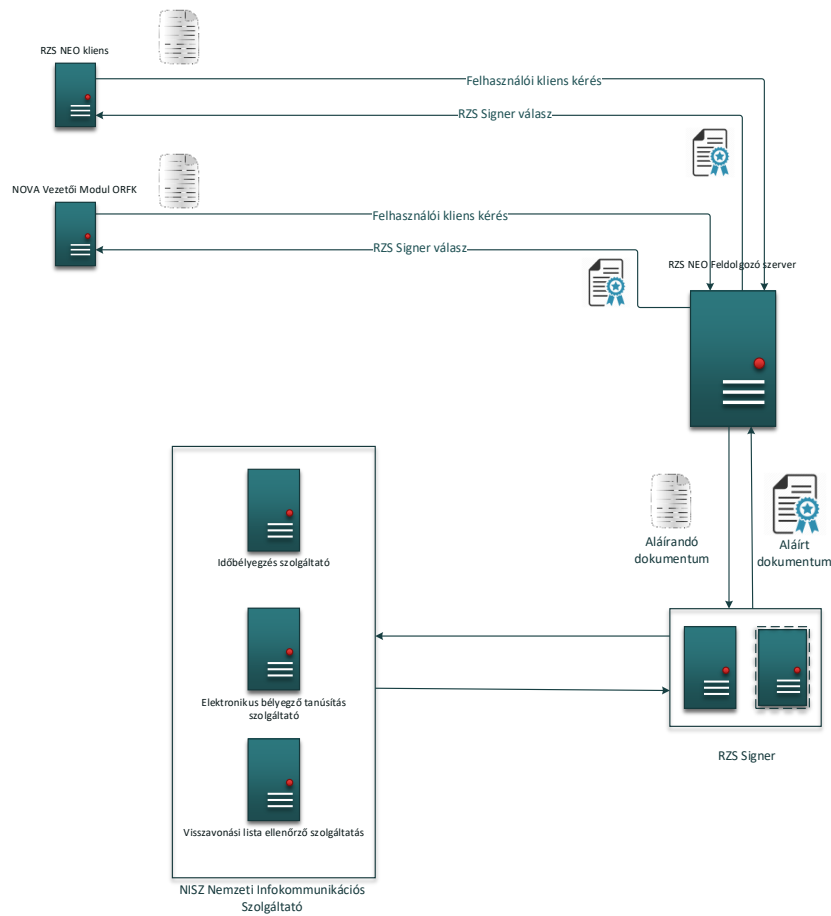 RZS NEO kliens
Felhasználói kliens kérés
RZS Signer válasz
NOVA Vezetői Modul ORFK
Felhasználói kliens kérés
RZS Signer válasz
RZS NEO Feldolgozó szerver
Aláírandó
dokumentum
Aláírt
dokumentum
Időbélyegzés szolgáltató
Elektronikus bélyegző tanúsítás
szolgáltató
RZS Signer
Visszavonási lista ellenőrző szolgáltatás
NISZ Nemzeti Infokommunikációs
Szolgáltató